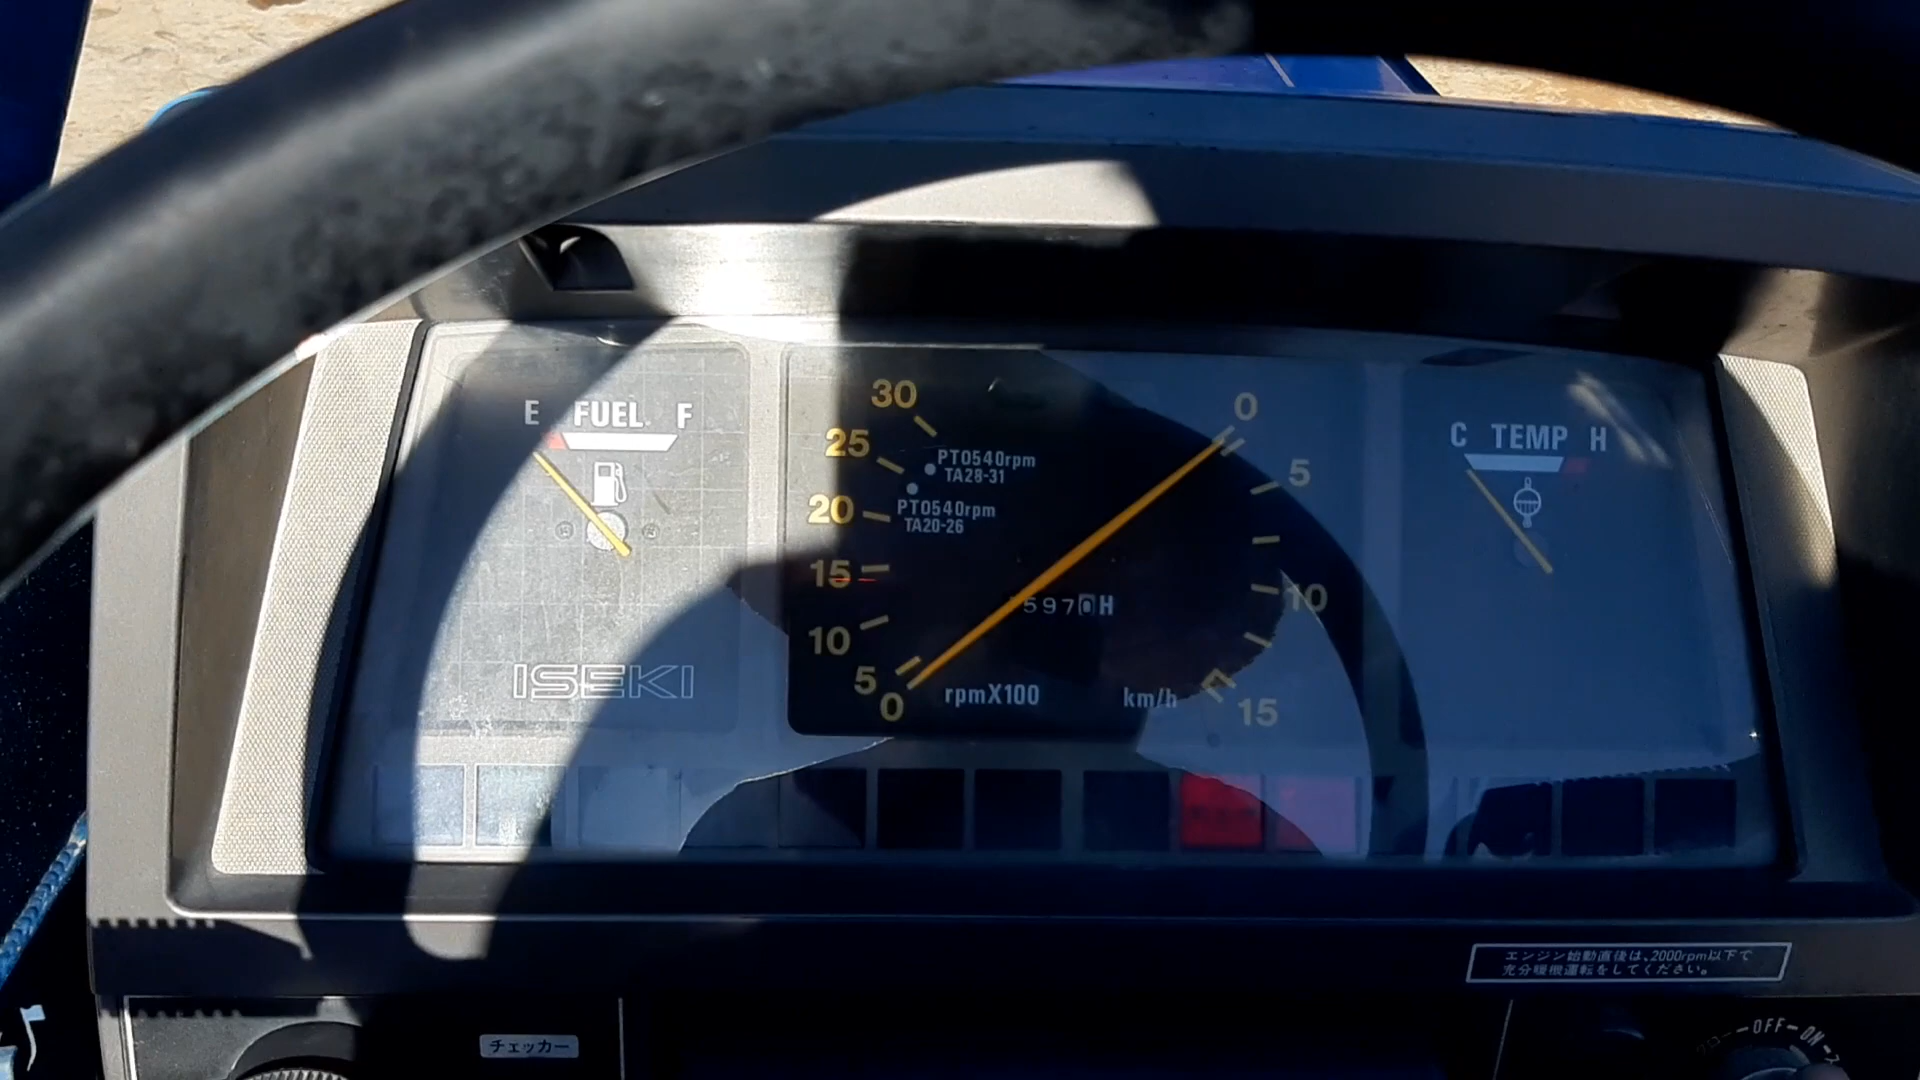 E FUEL F
30
25
20
15
10
5
0
PTO540rpm
TA28-31
PTO540rpm
TA20-26
597 0 H
rpmX100
km/h
0
5
10
15
C TEMP H
ISEKI
エンジン始動直後は、2000rpm以下で
充分暖機運転をしてください。
チェッカー
OFF ON